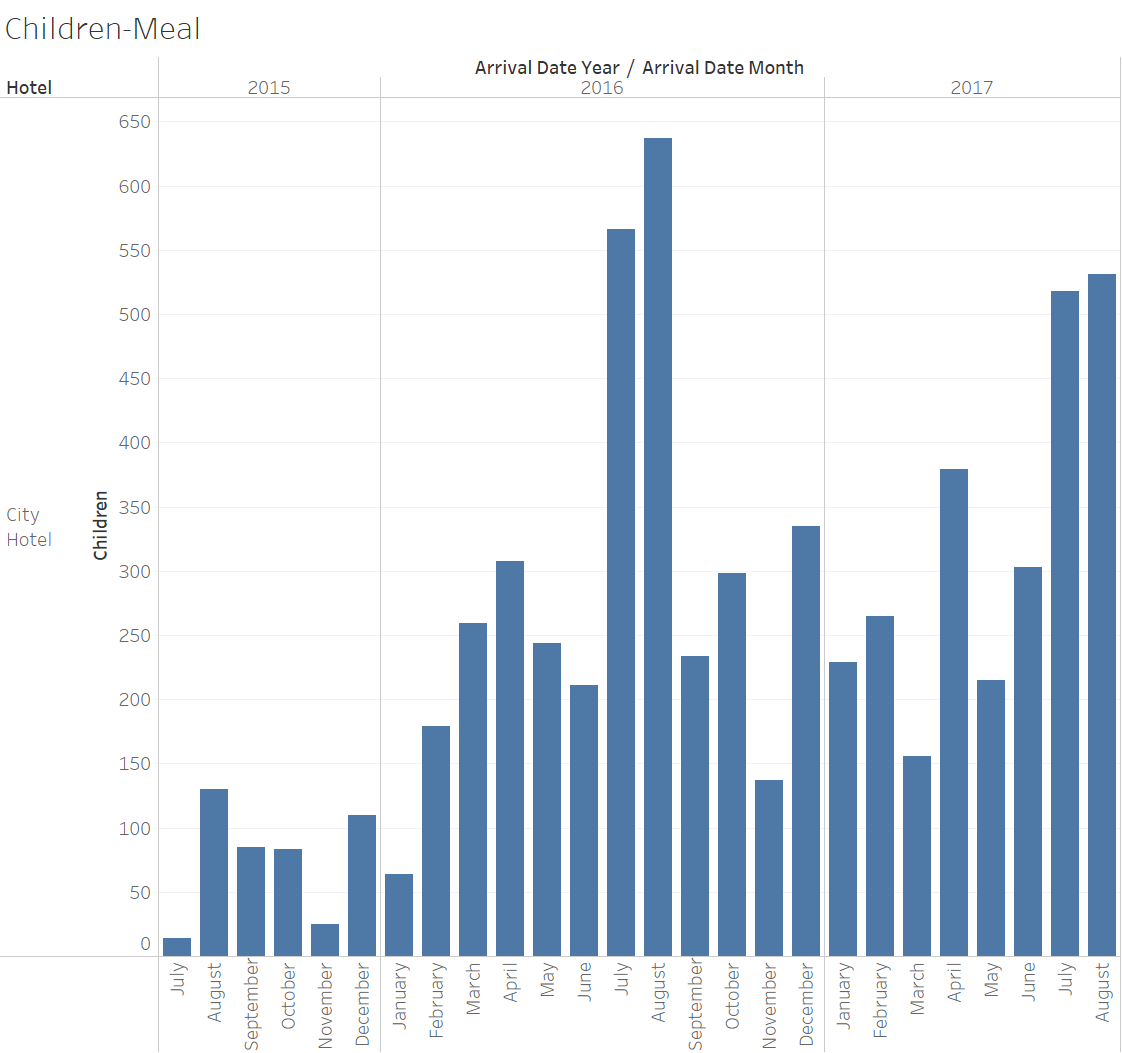 Children-Meal
Arrival Date Year / Arrival Date Month
Hotel 2015 2016 2017
650
600
550
500
450
400
350
300
250
200
150
100
50
0
Children
City
Hotel
July August September October November December January February March April May June July August September October November December January February March April May June July August